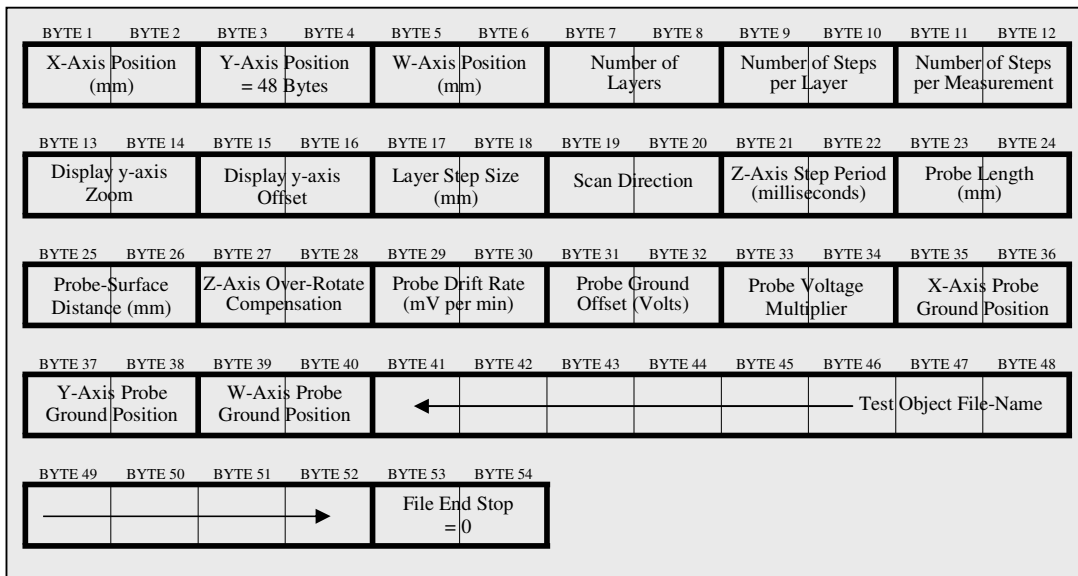 BYTE 1 BYTE 2 BYTE 3 BYTE 4 BYTE 5 BYTE 6 BYTE 7 BYTE 8 BYTE 9 BYTE 10 BYTE 11 BYTE 12
X-Axis Position
(mm)
Y-Axis Position
= 48 Bytes
W-Axis Position
(mm)
Number of
Layers
Number of Steps
per Layer
Number of Steps
per Measurement
BYTE 13 BYTE 14 BYTE 15 BYTE 16 BYTE 17 BYTE 18 BYTE 19 BYTE 20 BYTE 21 BYTE 22 BYTE 23 BYTE 24
Display y-axis
Zoom
Display y-axis
Offset
Layer Step Size
(mm)
Scan Direction
Z-Axis Step Period
(milliseconds)
Probe Length
(mm)
BYTE 25 BYTE 26 BYTE 27 BYTE 28 BYTE 29 BYTE 30 BYTE 31 BYTE 32 BYTE 33 BYTE 34 BYTE 35 BYTE 36
Probe-Surface
Distance (mm)
Z-Axis Over-Rotate
Compensation
Probe Drift Rate
(mV per min)
Probe Ground
Offset (Volts)
Probe Voltage
Multiplier
X-Axis Probe
Ground Position
BYTE 37 BYTE 38 BYTE 39 BYTE 40 BYTE 41 BYTE 42 BYTE 43 BYTE 44 BYTE 45 BYTE 46 BYTE 47 BYTE 48
Y-Axis Probe
Ground Position
W-Axis Probe
Ground Position
Test Object File-Name
BYTE 49 BYTE 50 BYTE 51 BYTE 52 BYTE 53 BYTE 54
File End Stop
= 0